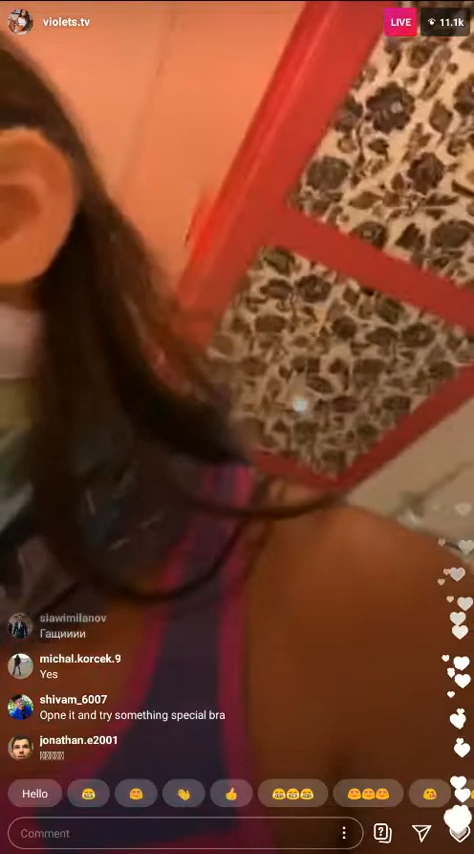 violets.tv
LIVE
11.1k
slawimilanov
Гащииии
michal.korcek.9
Yes
shivam_6007
Opne it and try something special bra
jonathan.e2001
Hello
Comment